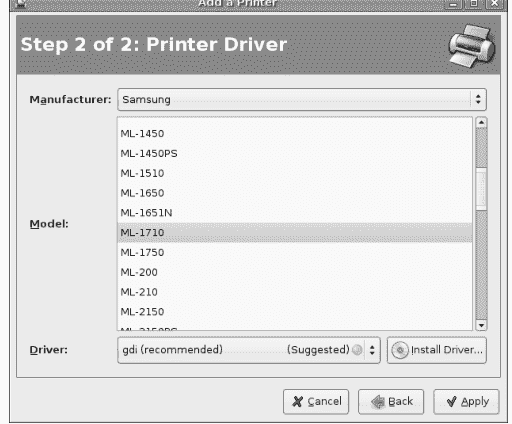 Add a Printer
Step 2 of 2: Printer Driver
Manufacturer: Samsung
Model:
ML-1450
ML-1450PS
ML-1510
ML-1650
ML-1651N
ML-1710
ML-1750
ML-200
ML-210
ML-2150
ML-2150PS
Driver: gdi (recommended) (Suggested) Install Driver...
Cancel Back Apply